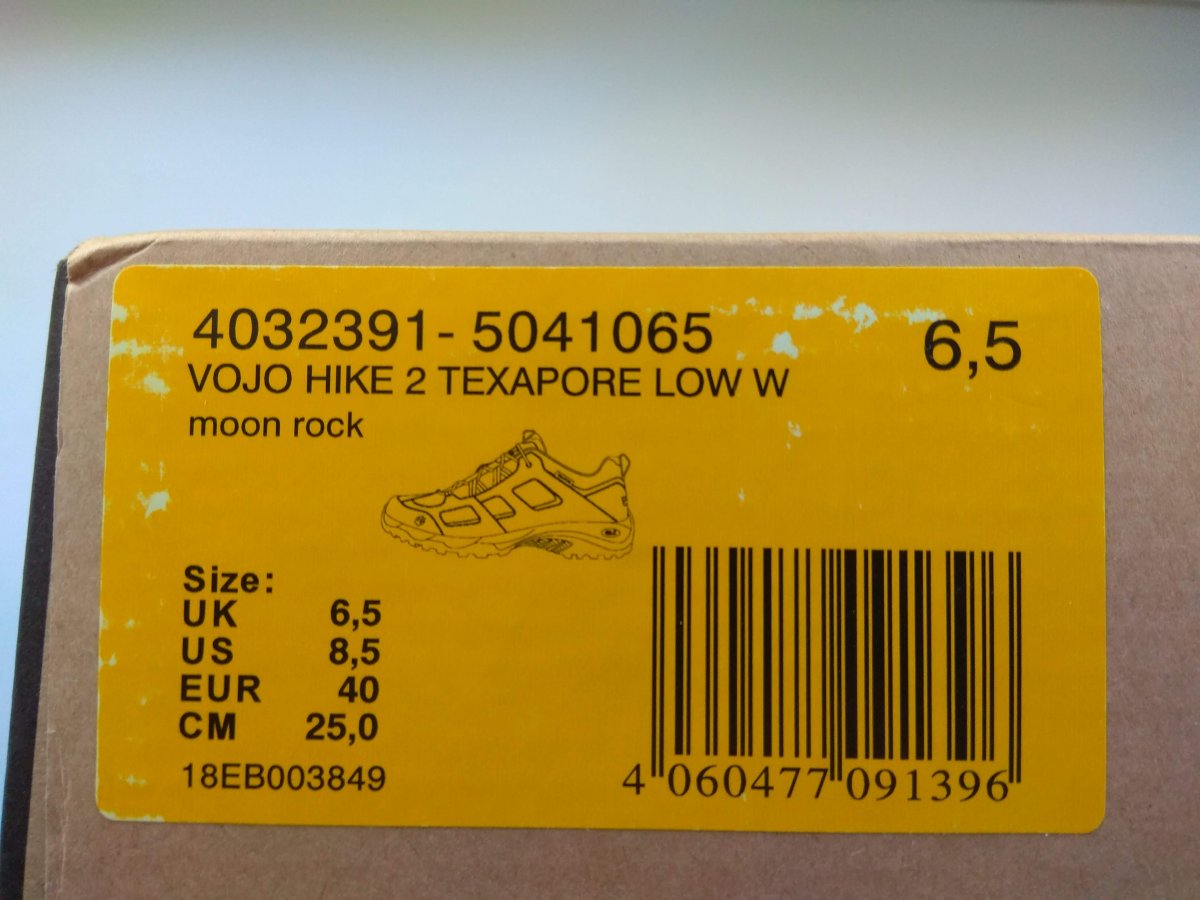 4032391- 5041065 6,5
VOJO HIKE 2 TEXAPORE LOW W
moon rock
Size:
UK 6,5
US 8,5
EUR 40
CM 25,0
18EB003849
4 060477 091396